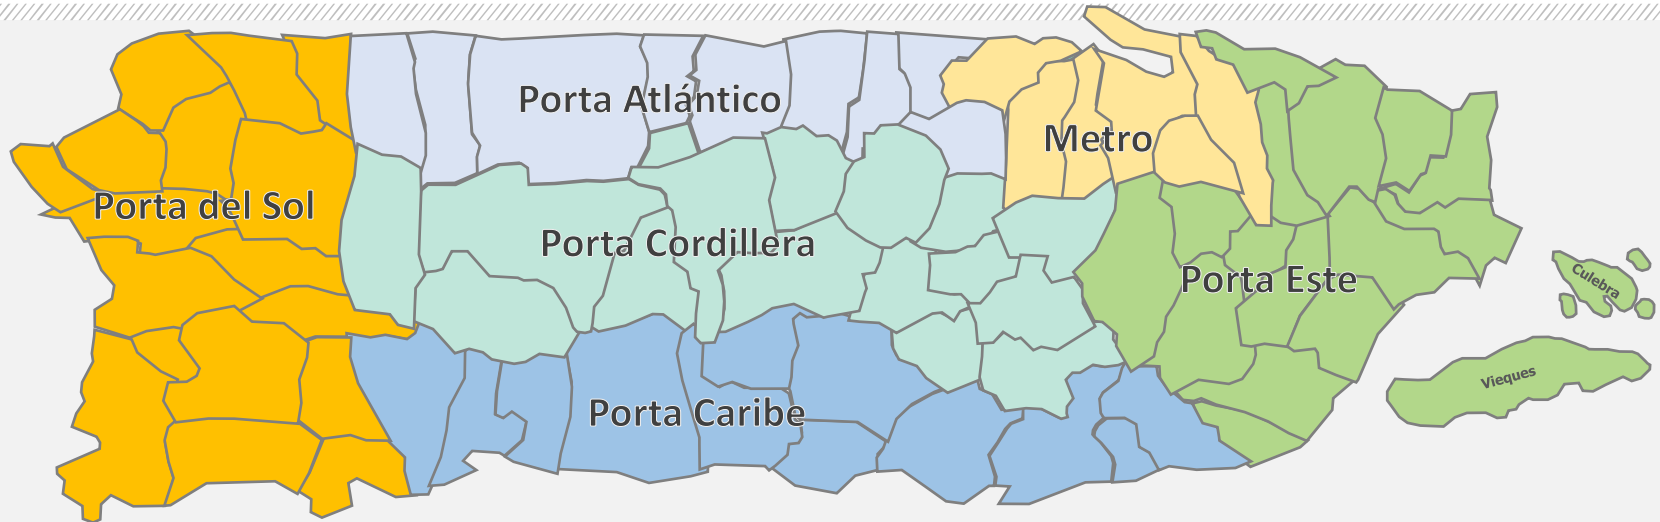 Porta Atlántico
Metro
Porta del Sol
Porta Cordillera
Porta Este
Culebra
Vieques
Porta Caribe